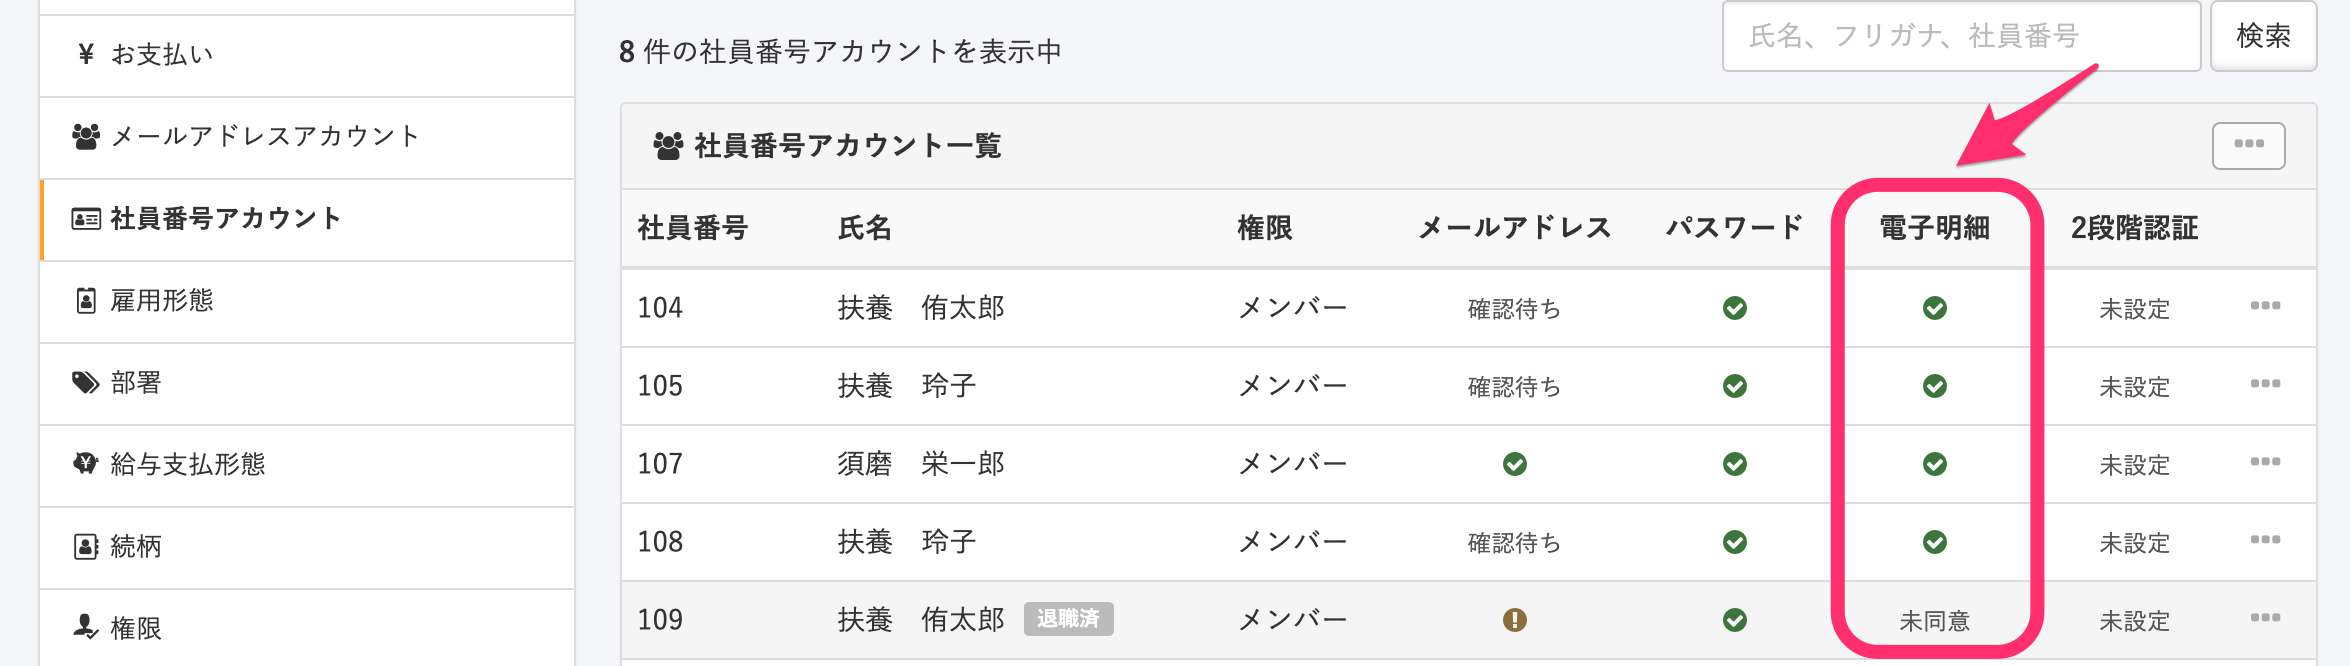 ¥ お支払い
メールアドレスアカウント
社員番号アカウント
雇用形態
部署
給与支払形態
続柄
権限
8 件の社員番号アカウントを表示中
氏名、フリガナ、社員番号 検索
社員番号アカウント一覧
社員番号 氏名 権限 メールアドレス パスワード 電子明細 2段階認証
104 扶養 侑太郎 メンバー 確認待ち 未設定
105 扶養 玲子 メンバー 確認待ち 未設定
107 須磨 栄一郎 メンバー 未設定
108 扶養 玲子 メンバー 確認待ち 未設定
109 扶養 侑太郎 退職済 メンバー 未同意 未設定